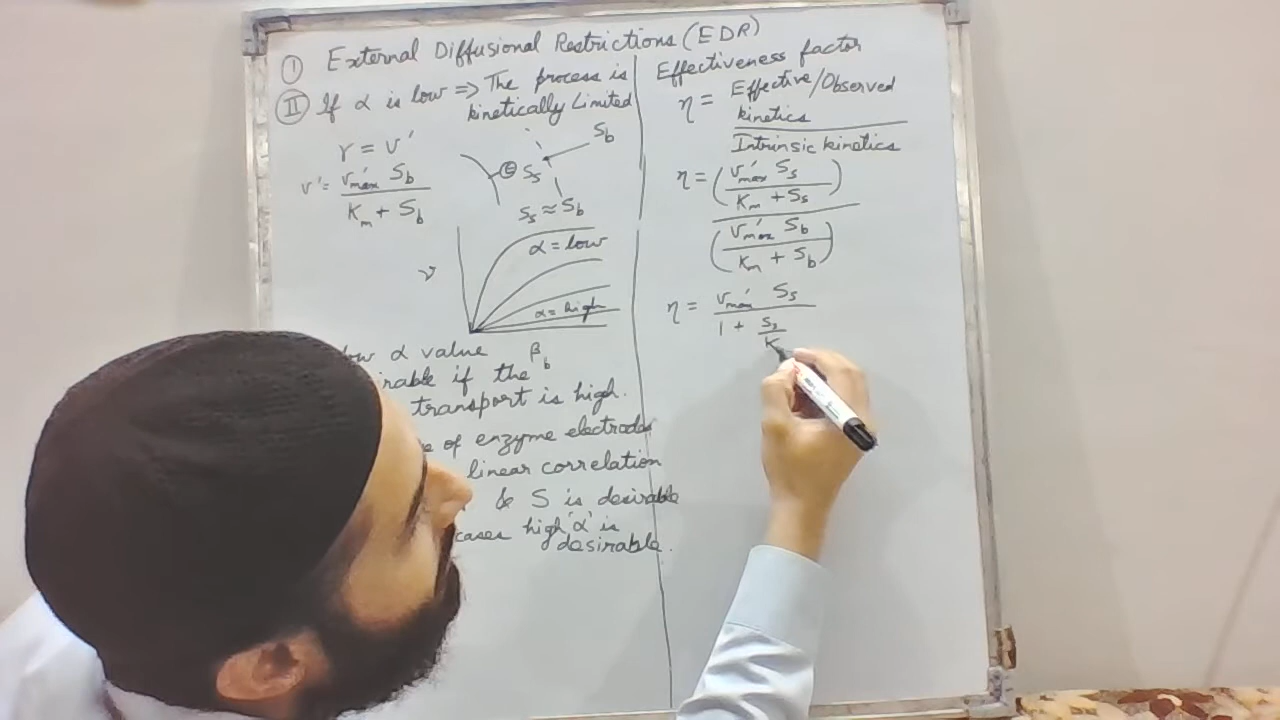 I External Diffusional Restrictions (EDR)
II If α is low => The process is
kinetically Limited
r = v'
v' = v'max Sb
Km + Sb
E Ss
Sb
Ss ≈ Sb
v
α = low
α = high
βb
α value
if the
transport is high.
of enzyme electrodes
linear correlation
& S is desirable
cases high 'α' is
desirable.
Effectiveness factor
η = Effective/Observed
kinetics
Intrinsic kinetics
η = (v'max Ss
Km + Ss)
(v'max Sb
Km + Sb)
η = v'max Ss
1 + Ss
K